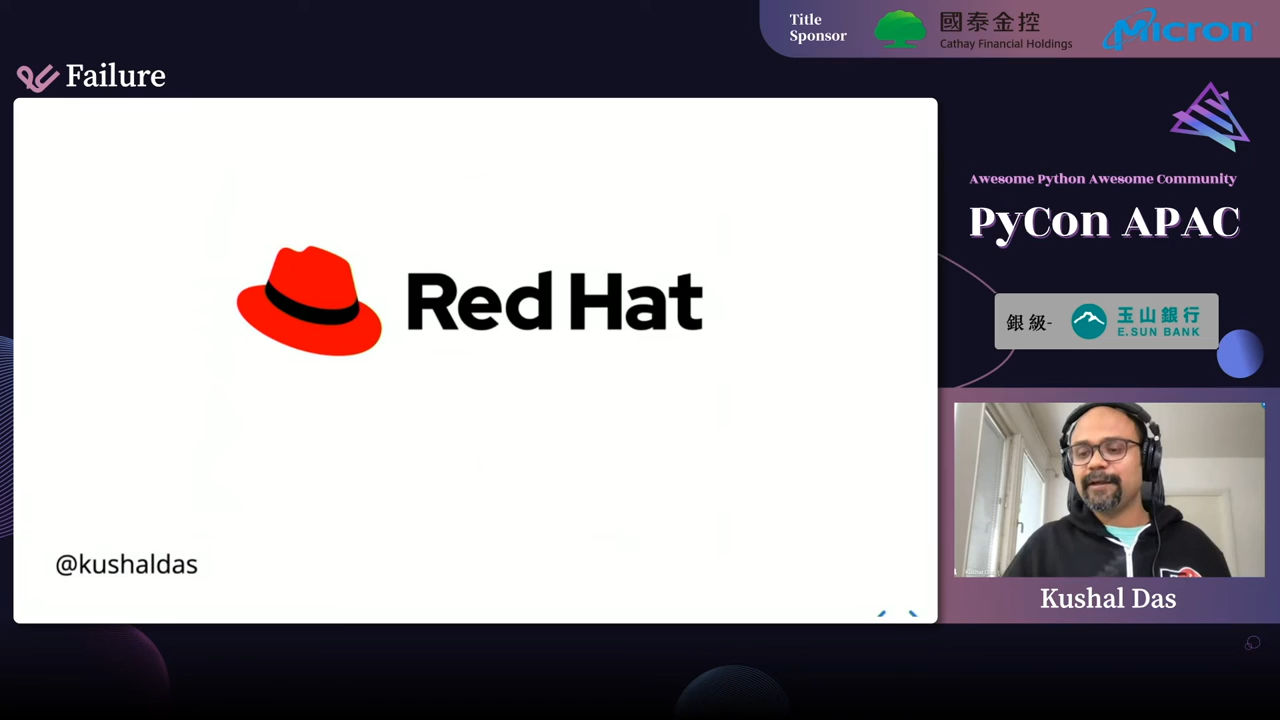 Title
Sponsor
國泰金控
Cathay Financial Holdings
Micron
Failure
Red Hat
@kushaldas
Awesome Python Awesome Community
PyCon APAC
銀級-
玉山銀行
E.SUN BANK
Kushal Das